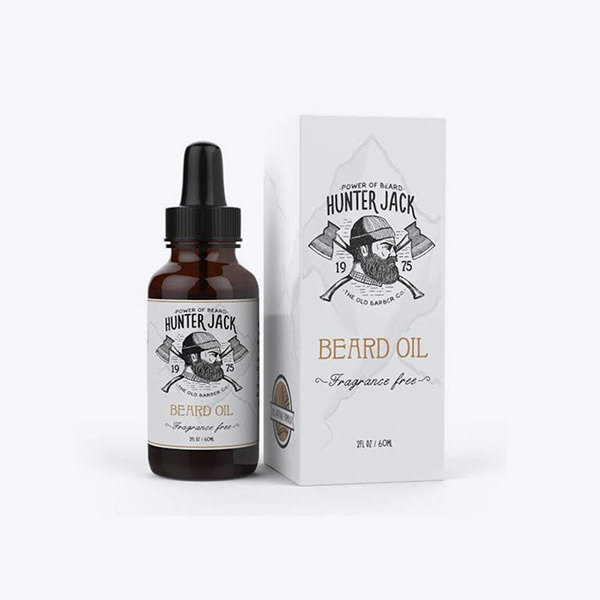 POWER OF BEARD
HUNTER JACK
19 75
THE OLD BARBER CO.
BEARD OIL
Fragrance free
2FL OZ / 60ML
POWER OF BEARD
HUNTER JACK
19 75
THE OLD BARBER CO.
BEARD OIL
Fragrance free
2FL OZ / 60ML